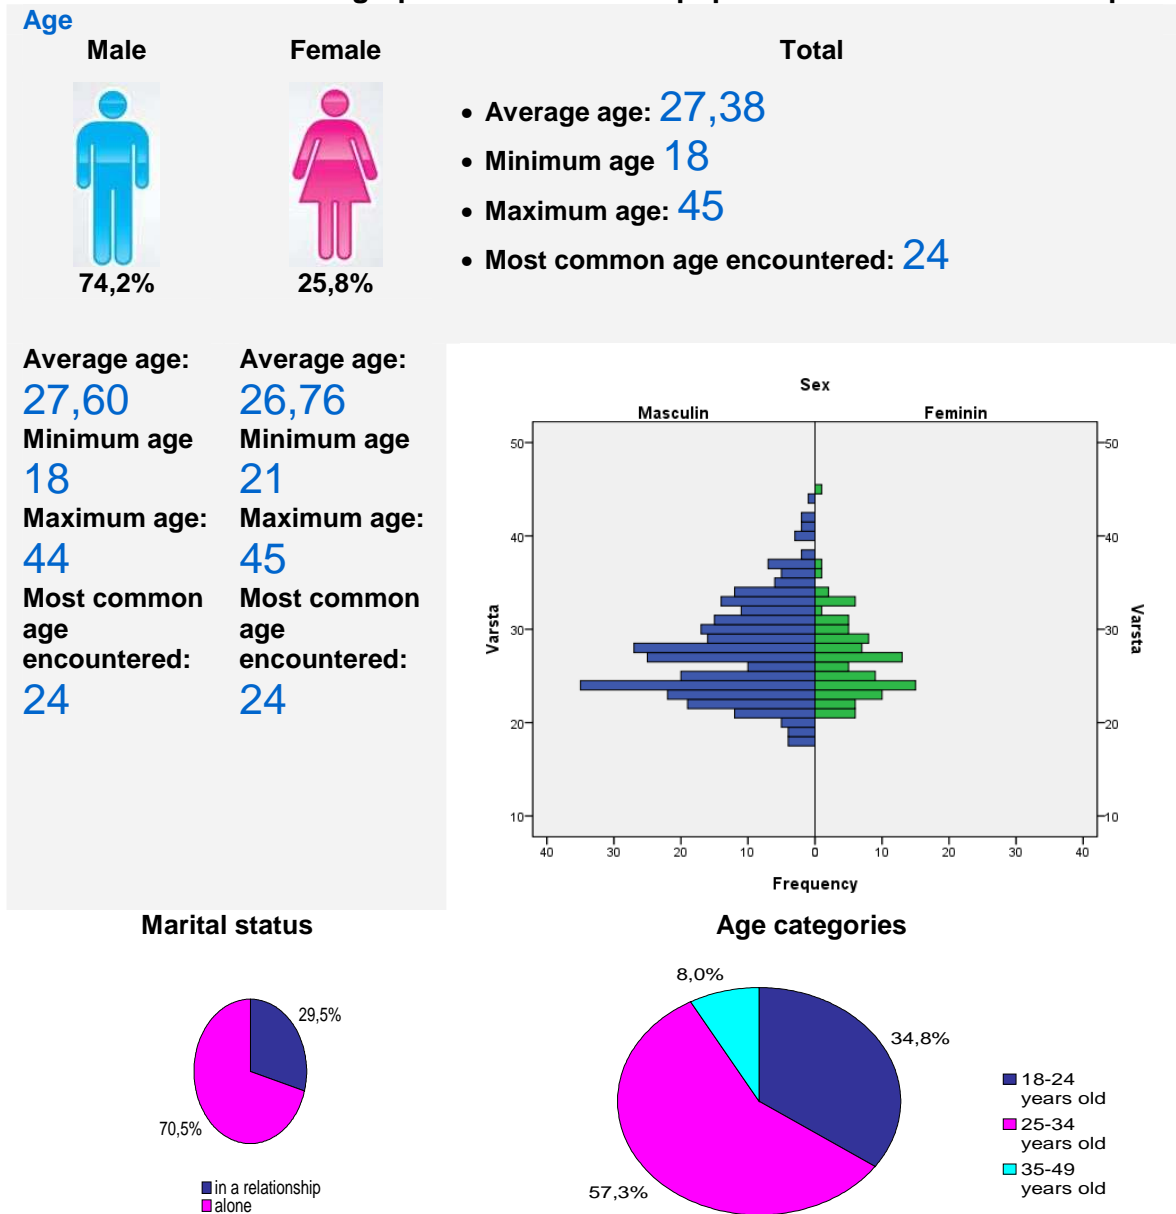 Age
Male
Female
Total
74,2%
25,8%
• Average age: 27,38
• Minimum age 18
• Maximum age: 45
• Most common age encountered: 24
Average age:
27,60
Minimum age
18
Maximum age:
44
Most common
age
encountered:
24
Average age:
26,76
Minimum age
21
Maximum age:
45
Most common
age
encountered:
24
Sex
Masculin
Feminin
Varsta
50
40
30
20
10
50
40
30
20
10
Varsta
40 30 20 10 0 10 20 30 40
Frequency
Marital status
29,5%
70,5%
in a relationship
alone
Age categories
8,0%
34,8%
57,3%
18-24
years old
25-34
years old
35-49
years old